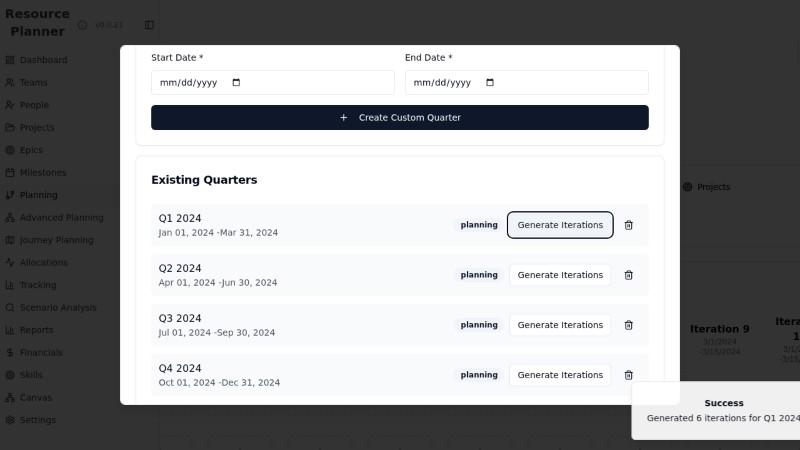 Resource
Planner
v0.0.21
Dashboard
Teams
People
Projects
Epics
Milestones
Planning
Advanced Planning
Journey Planning
Allocations
Tracking
Scenario Analysis
Reports
Financials
Skills
Canvas
Settings
Start Date *
End Date *
mm/dd/yyyy
mm/dd/yyyy
Create Custom Quarter
Existing Quarters
Q1 2024
Jan 01, 2024 -Mar 31, 2024
planning
Generate Iterations
Q2 2024
Apr 01, 2024 -Jun 30, 2024
planning
Generate Iterations
Q3 2024
Jul 01, 2024 -Sep 30, 2024
planning
Generate Iterations
Q4 2024
Oct 01, 2024 -Dec 31, 2024
planning
Generate Iterations
Projects
Iteration 9
3/1/2024
-3/15/2024
Success
Generated 6 iterations for Q1 2024